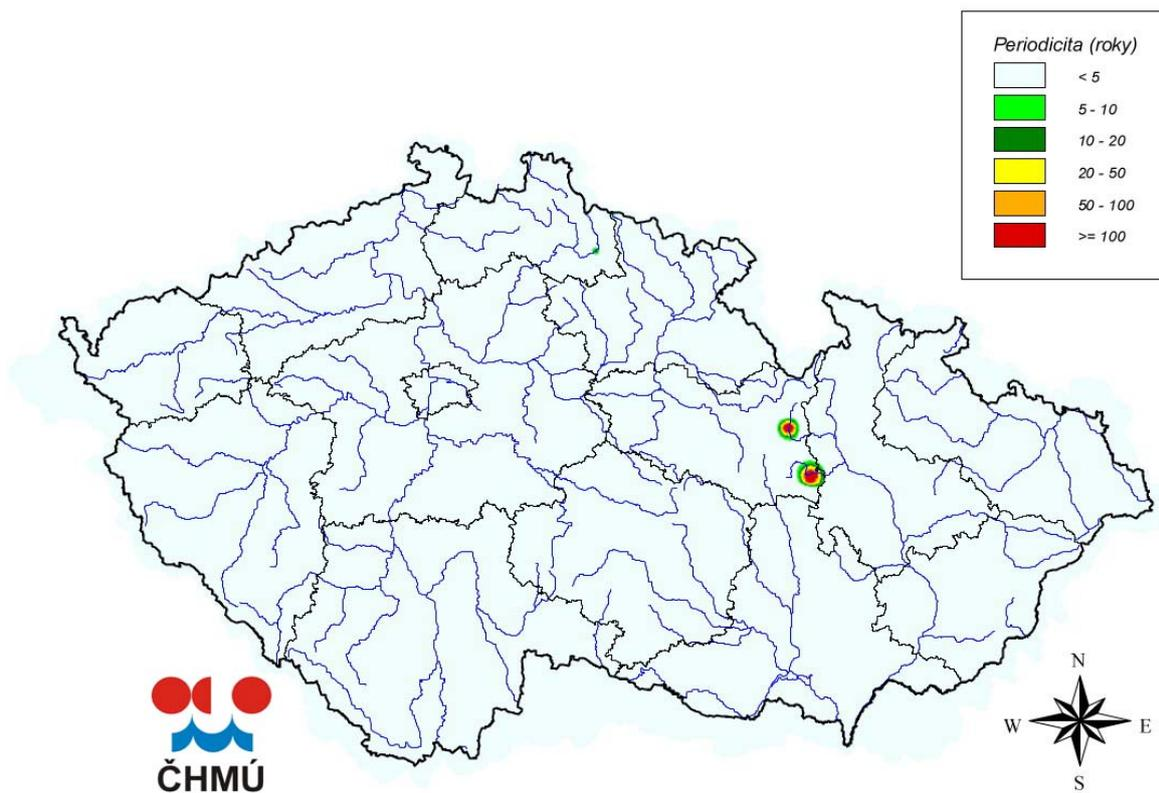 Periodicita (roky)
< 5
5 - 10
10 - 20
20 - 50
50 - 100
>= 100
N
W
E
S
ČHMÚ